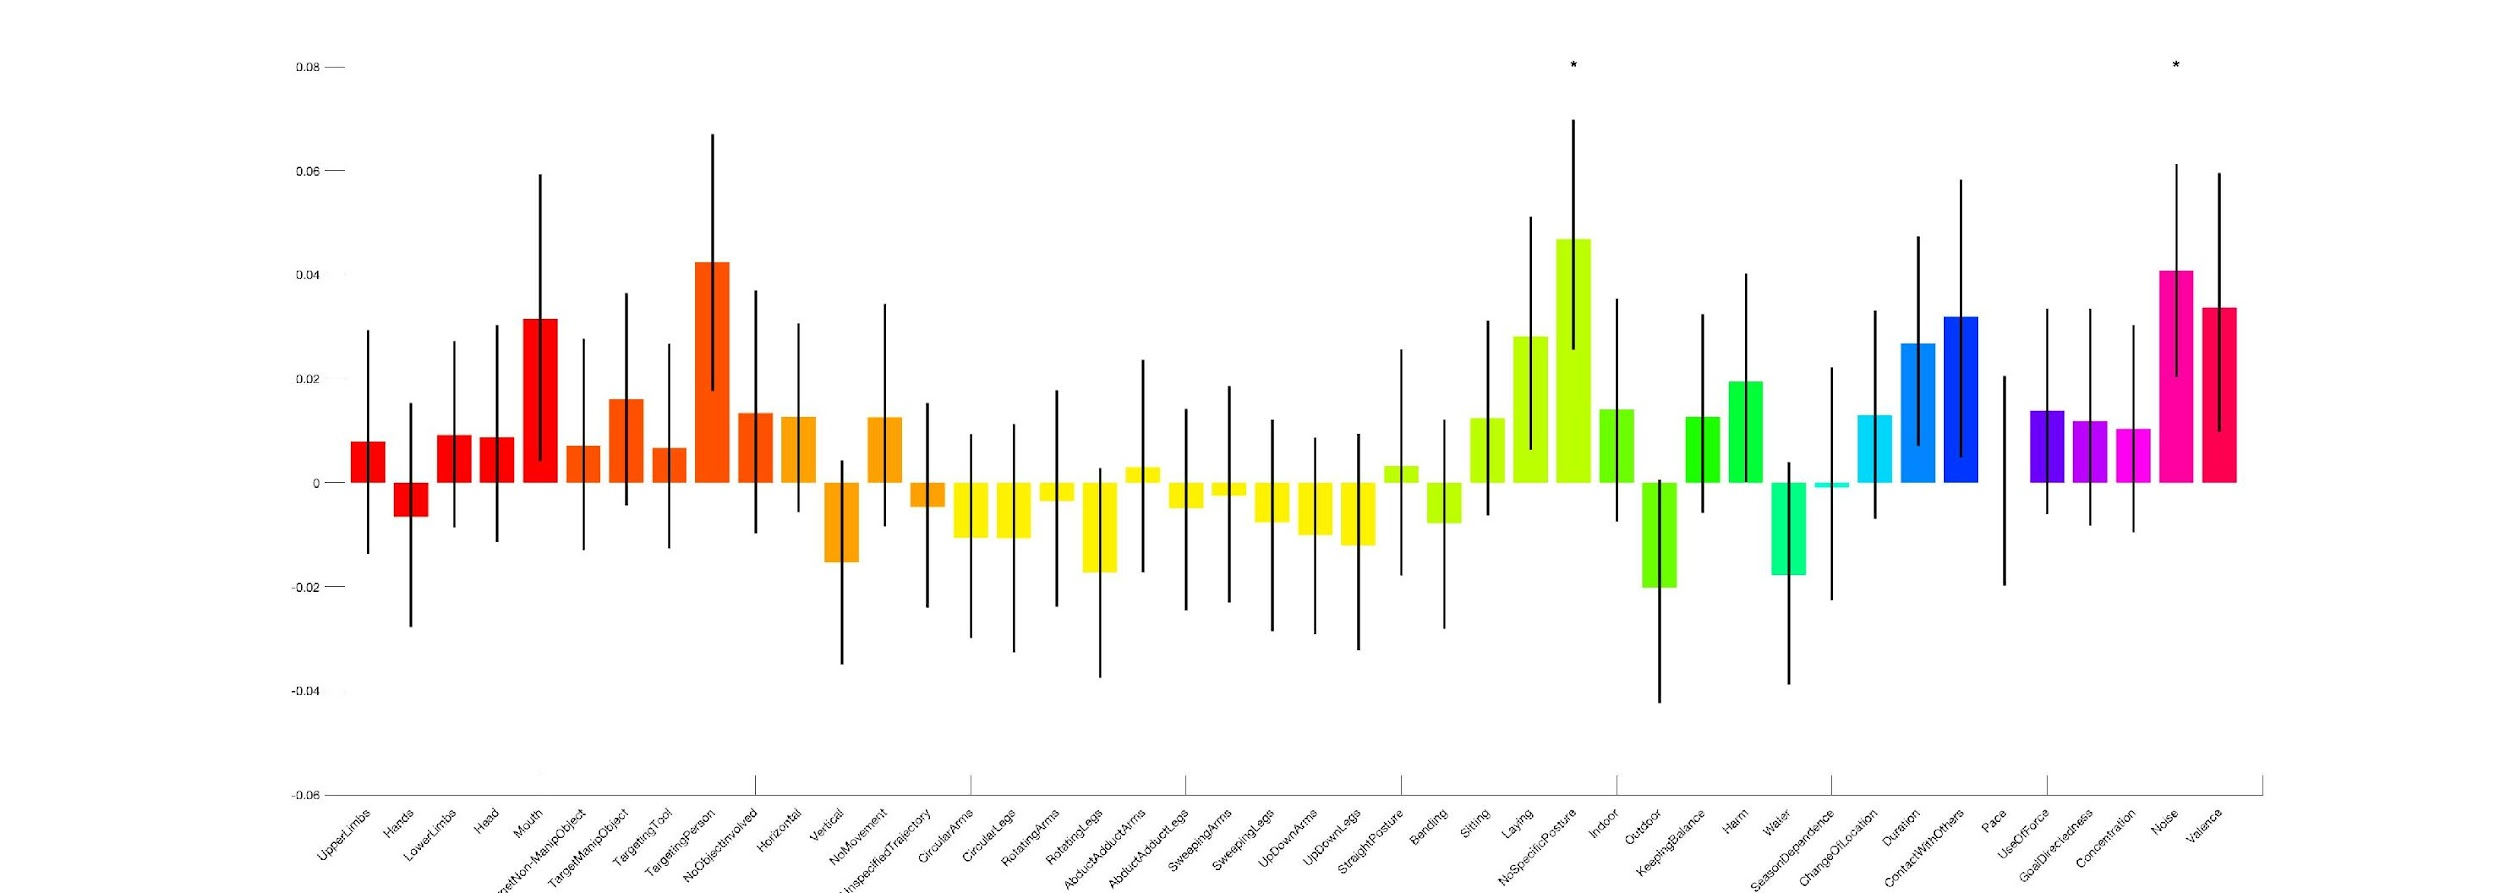 0.08
0.06
0.04
0.02
0
-0.02
-0.04
-0.06
*
*
UpperLimbs
Hands
LowerLimbs
Head
Mouth
TargetManipObject
TargetingTool
TargetingPerson
NoObjectInvolved
Horizontal
Vertical
NoMovement
CircularArms
CircularLegs
RotatingArms
RotatingLegs
AbductAdductArms
AbductAdductLegs
SweepingArms
SweepingLegs
UpDownArms
UpDownLegs
StraightPosture
Bending
Sitting
Laying
NoSpecificPosture
Indoor
Outdoor
KeepingBalance
Harm
Water
SeasonDependence
ChangeOfLocation
Duration
ContactWithOthers
Pace
UseOfForce
GoalDirectedness
Concentration
Noise
Valence